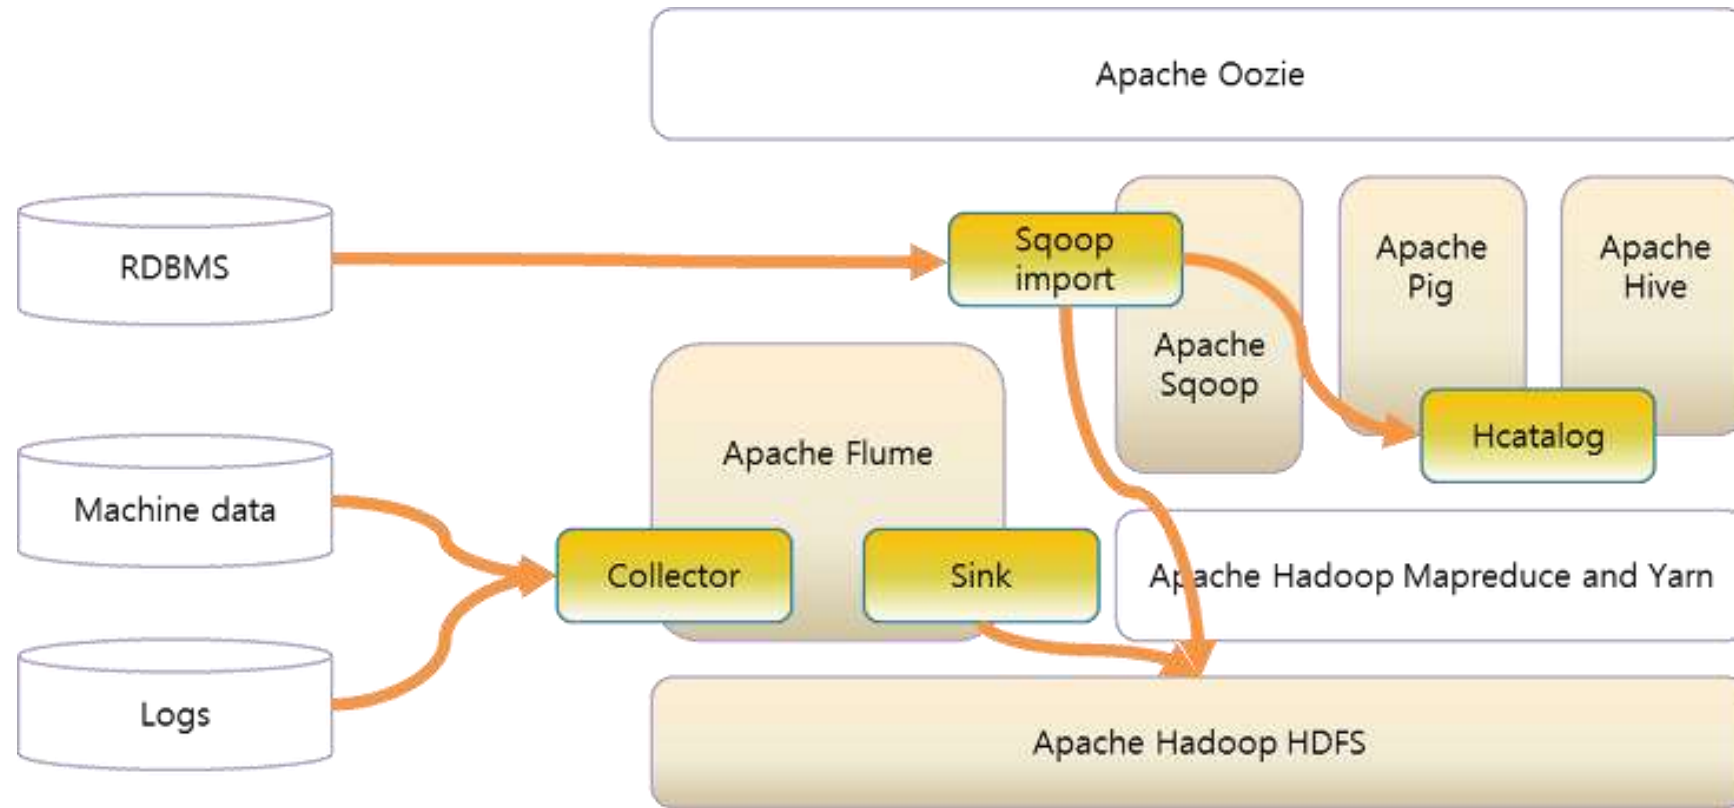 Apache Oozie
RDBMS
Sqoop
import
Apache
Pig
Apache
Hive
Apache
Sqoop
Hcatalog
Apache Flume
Machine data
Collector
Sink
Apache Hadoop Mapreduce and Yarn
Logs
Apache Hadoop HDFS